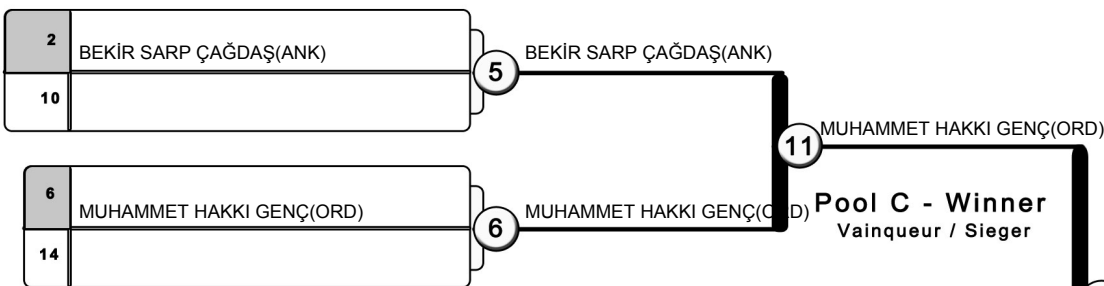 2
BEKİR SARP ÇAĞDAŞ(ANK)
BEKİR SARP ÇAĞDAŞ(ANK)
5
10
11
MUHAMMET HAKKI GENÇ(ORD)
6
MUHAMMET HAKKI GENÇ(ORD)
MUHAMMET HAKKI GENÇ(ORD)
6
14
Pool C - Winner
Vainqueur / Sieger